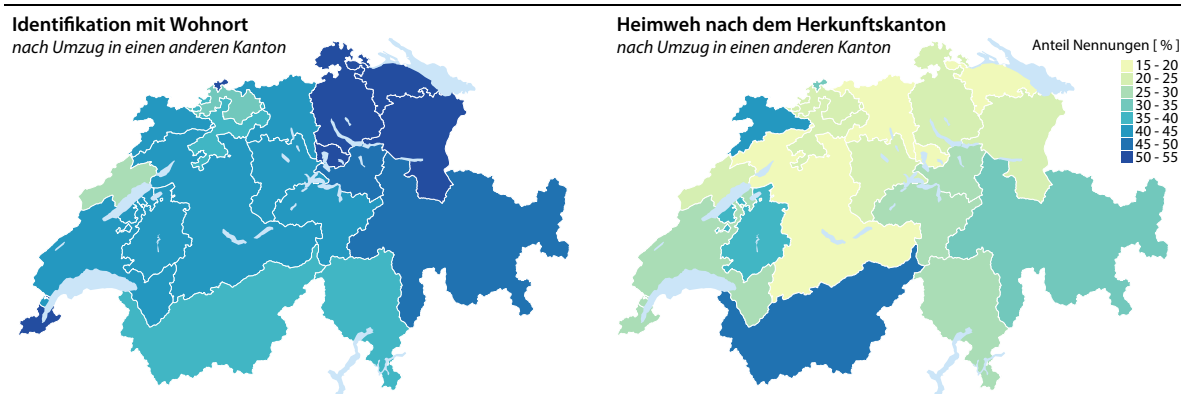 Identifikation mit Wohnort
nach Umzug in einen anderen Kanton
Heimweh nach dem Herkunftskanton
nach Umzug in einen anderen Kanton
Anteil Nennungen [ % ]
15 - 20
20 - 25
25 - 30
30 - 35
35 - 40
40 - 45
45 - 50
50 - 55